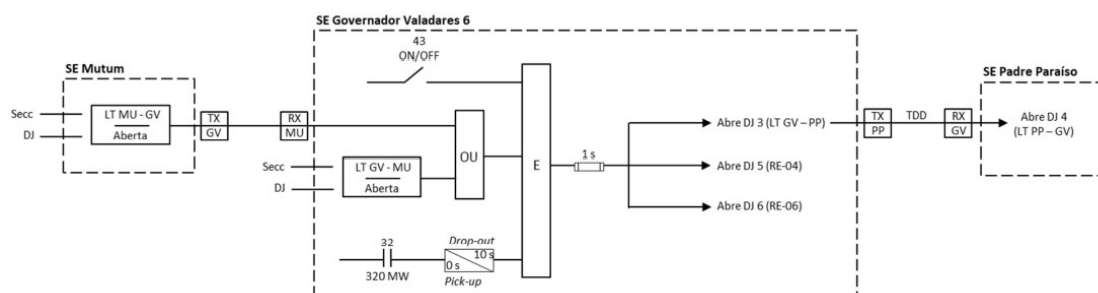 SE Governador Valadares 6
43
ON/OFF
SE Mutum
SE Padre Paraíso
Secc
LT MU - GV
TX
RX
Abre DJ 3 (LT GV – PP)
TX
TDD
RX
Abre DJ 4
DJ
Aberta
GV
MU
PP
GV
(LT PP – GV)
OU
Secc
LT GV - MU
E
1 s
Abre DJ 5 (RE-04)
DJ
Aberta
Abre DJ 6 (RE-06)
32
Drop-out
10 s
0 s
320 MW
Pick-up